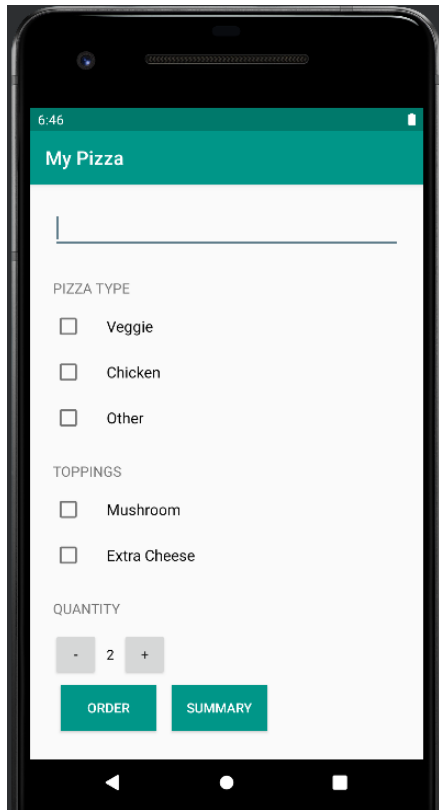 6:46
My Pizza
PIZZA TYPE
Veggie
Chicken
Other
TOPPINGS
Mushroom
Extra Cheese
QUANTITY
- 2 +
ORDER SUMMARY